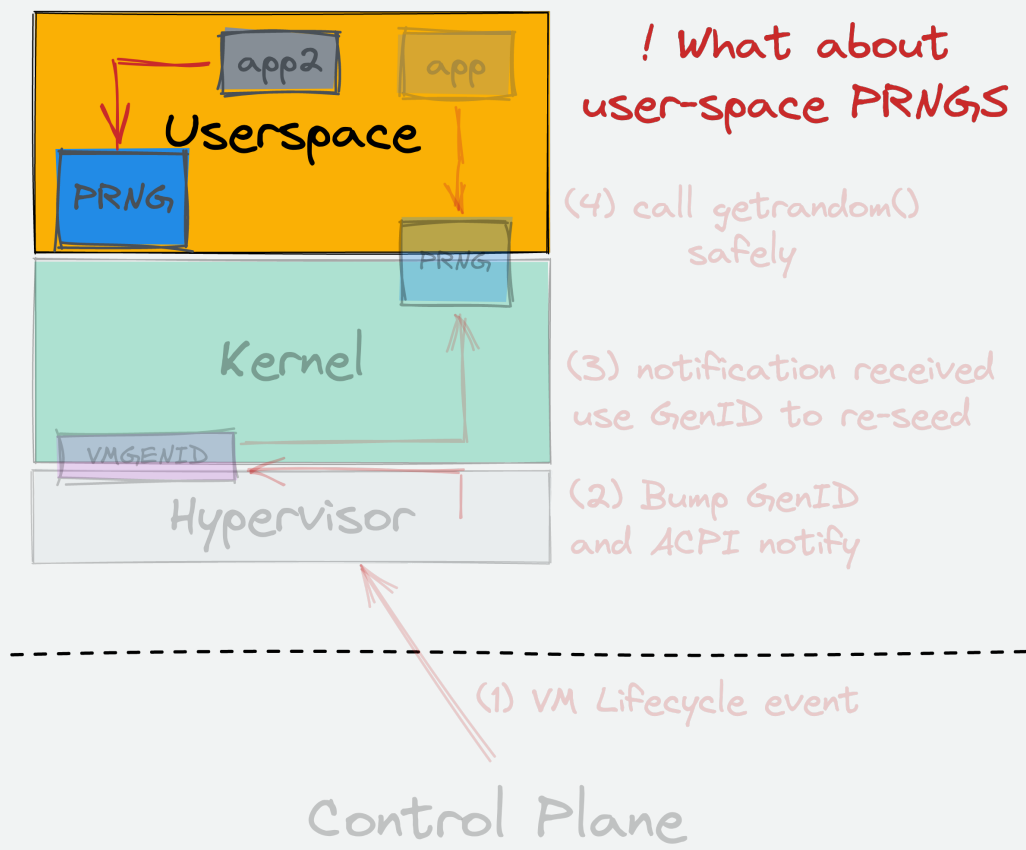 app2
app
! What about
user-space PRNGS
Userspace
PRNG
(4) call getrandom()
safely
PRNG
Kernel
(3) notification received
use GenID to re-seed
VMGENID
Hypervisor
(2) Bump GenID
and ACPI notify
(1) VM Lifecycle event
Control Plane